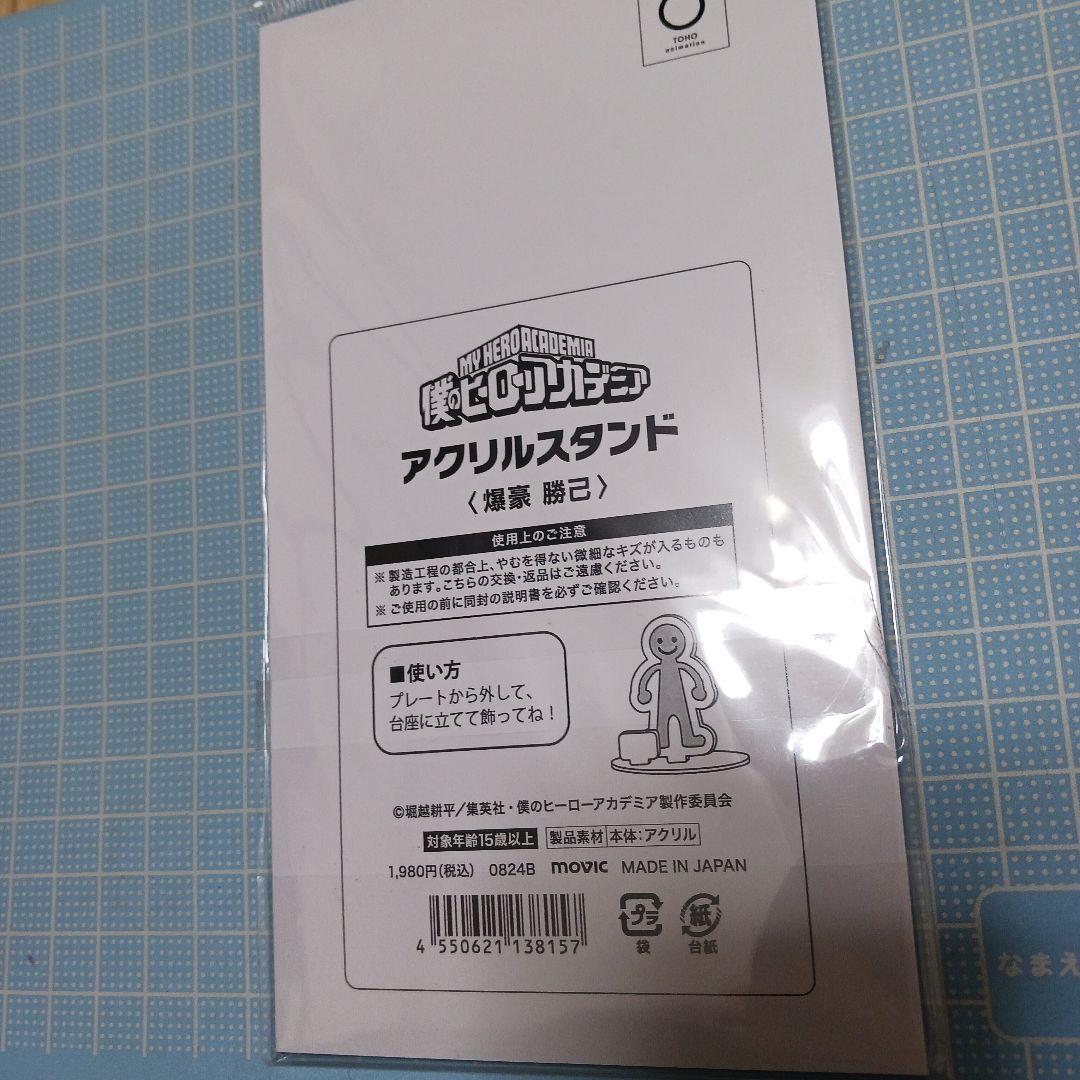 TOHO
animation
MY HERO ACADEMIA
僕のヒーローアカデミア
アクリルスタンド
〈爆豪 勝己〉
使用上のご注意
※製造工程の都合上、やむを得ない微細なキズが入るものも
あります。こちらの交換・返品はご遠慮ください。
※ご使用の前に同封の説明書を必ずご確認ください。
■使い方
プレートから外して、
台座に立てて飾ってね！
©堀越耕平／集英社・僕のヒーローアカデミア製作委員会
対象年齢15歳以上 製品素材 本体：アクリル
1,980円（税込） 0824B movic MADE IN JAPAN
4 550621 138157
プラ 紙
袋 台紙
なまえ